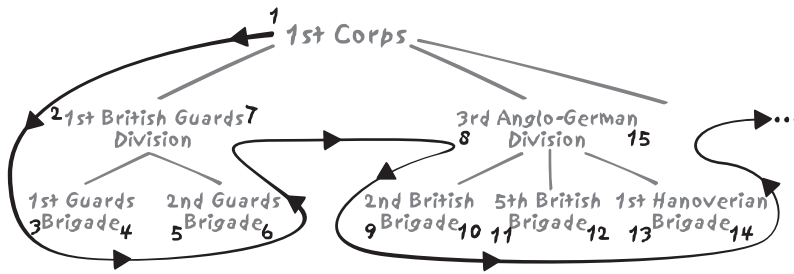 1
1st Corps
2 1st British Guards 7
Division
3rd Anglo-German
8 Division 15
1st Guards
3 Brigade 4
2nd Guards
5 Brigade 6
2nd British
9 Brigade 10
5th British
11 Brigade 12
1st Hanoverian
13 Brigade 14